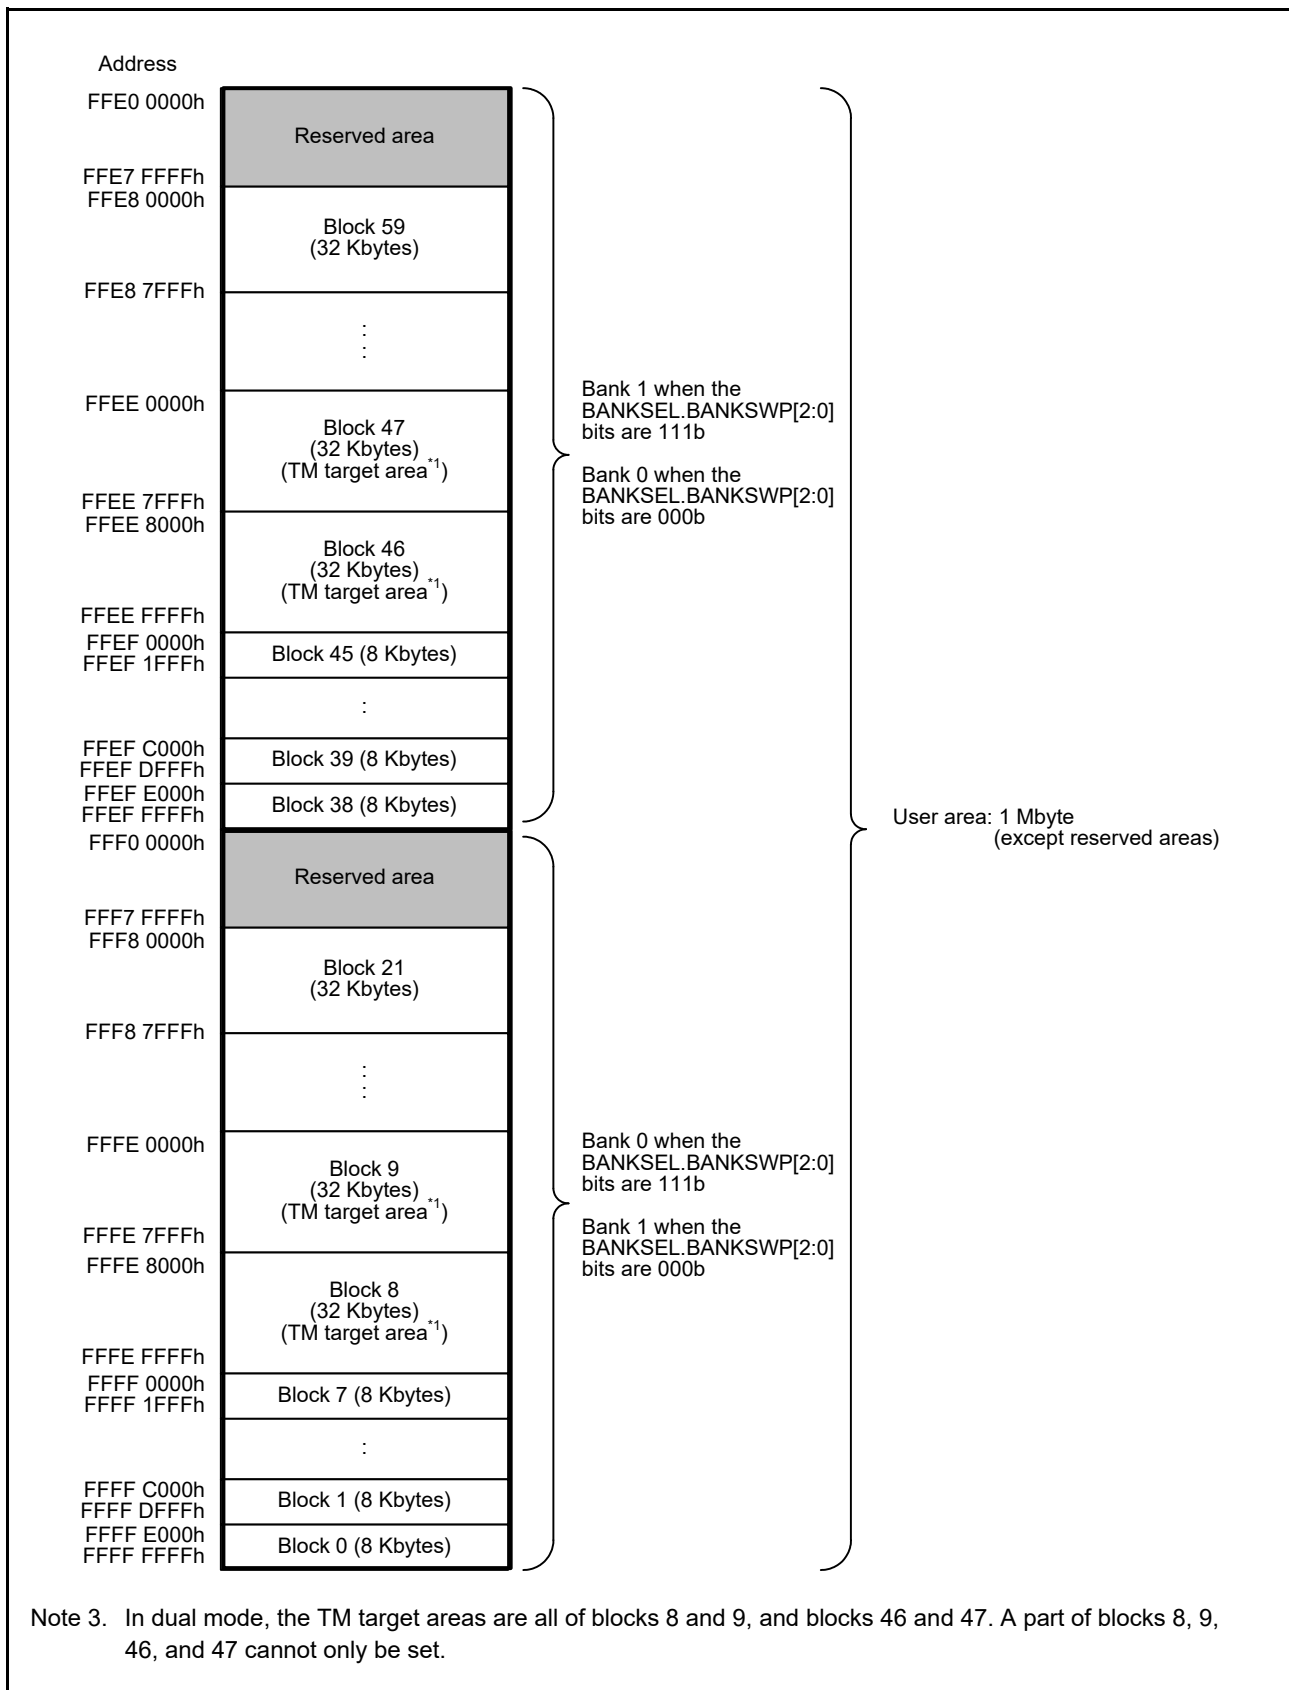 Address
FFE0 0000h
Reserved area
FFE7 FFFFh
FFE8 0000h
Block 59
(32 Kbytes)
FFE8 7FFFh
:
:
FFEE 0000h
Block 47
(32 Kbytes)
(TM target area*1)
FFEE 7FFFh
FFEE 8000h
Block 46
(32 Kbytes)
(TM target area*1)
FFEE FFFFh
FFEF 0000h
FFEF 1FFFh
Block 45 (8 Kbytes)
:
FFEF C000h
FFEF DFFFh
Block 39 (8 Kbytes)
FFEF E000h
FFEF FFFFh
Block 38 (8 Kbytes)
Bank 1 when the
BANKSEL.BANKSWP[2:0]
bits are 111b
Bank 0 when the
BANKSEL.BANKSWP[2:0]
bits are 000b
FFF0 0000h
Reserved area
FFF7 FFFFh
FFF8 0000h
Block 21
(32 Kbytes)
FFF8 7FFFh
:
:
FFFE 0000h
Block 9
(32 Kbytes)
(TM target area*1)
FFFE 7FFFh
FFFE 8000h
Block 8
(32 Kbytes)
(TM target area*1)
FFFE FFFFh
FFFF 0000h
FFFF 1FFFh
Block 7 (8 Kbytes)
:
FFFF C000h
FFFF DFFFh
Block 1 (8 Kbytes)
FFFF E000h
FFFF FFFFh
Block 0 (8 Kbytes)
Bank 0 when the
BANKSEL.BANKSWP[2:0]
bits are 111b
Bank 1 when the
BANKSEL.BANKSWP[2:0]
bits are 000b
User area: 1 Mbyte
(except reserved areas)
Note 3. In dual mode, the TM target areas are all of blocks 8 and 9, and blocks 46 and 47. A part of blocks 8, 9,
46, and 47 cannot only be set.